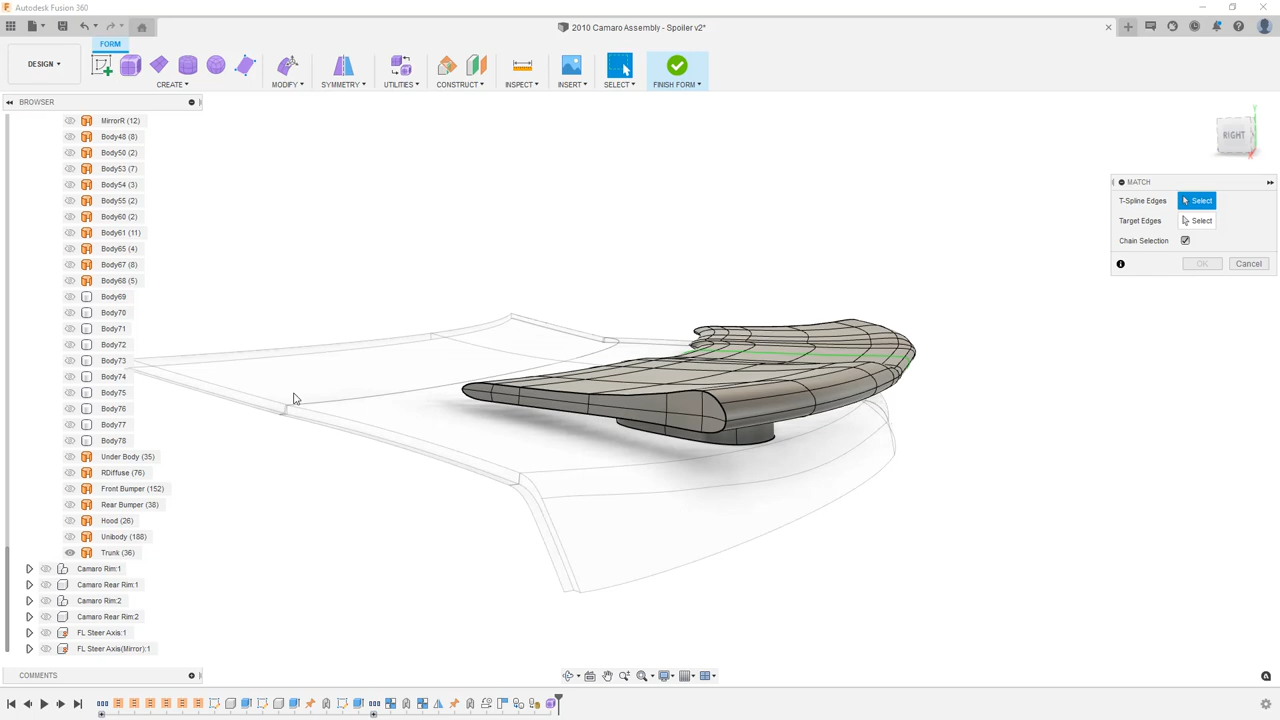 Autodesk Fusion 360
2010 Camaro Assembly - Spoiler v2*
FORM
DESIGN
CREATE
MODIFY
SYMMETRY
UTILITIES
CONSTRUCT
INSPECT
INSERT
SELECT
FINISH FORM
BROWSER
MirrorR (12)
Body48 (8)
Body50 (2)
Body53 (7)
Body54 (3)
Body55 (2)
Body60 (2)
Body61 (11)
Body65 (4)
Body67 (8)
Body68 (5)
Body69
Body70
Body71
Body72
Body73
Body74
Body75
Body76
Body77
Body78
Under Body (35)
RDiffuse (76)
Front Bumper (152)
Rear Bumper (38)
Hood (26)
Unibody (188)
Trunk (36)
Camaro Rim:1
Camaro Rear Rim:1
Camaro Rim:2
Camaro Rear Rim:2
FL Steer Axis:1
FL Steer Axis(Mirror):1
COMMENTS
Y
RIGHT
X
MATCH
T-Spline Edges Select
Target Edges Select
Chain Selection
OK Cancel